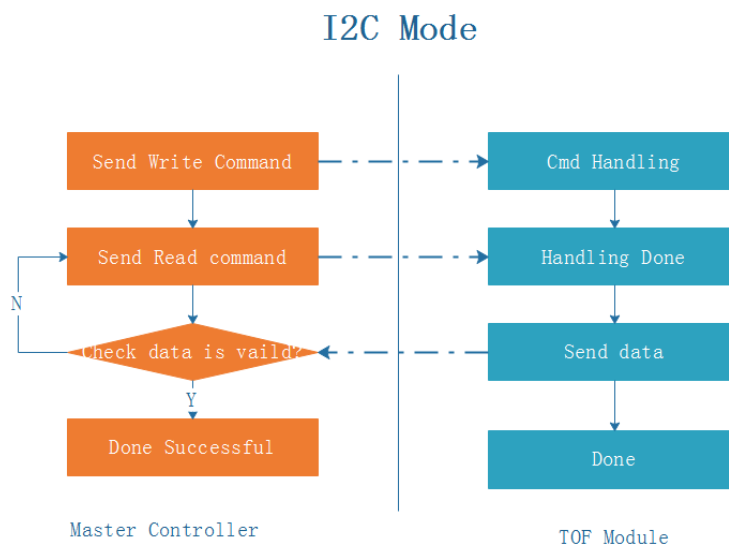 I2C Mode
Send Write Command
Cmd Handling
Send Read command
Handling Done
N
Check data is vaild?
Send data
Y
Done Successful
Done
Master Controller
TOF Module